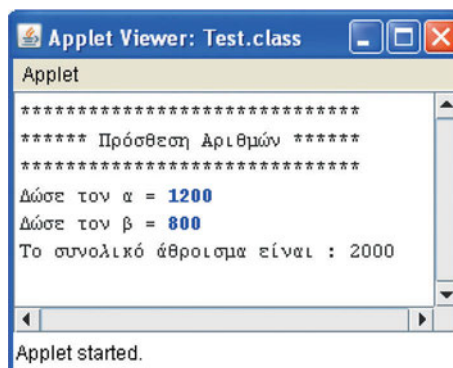 Applet Viewer: Test.class
Applet
******************************
****** Πρόσθεση Αριθμών ******
******************************
Δώσε τον α = 1200
Δώσε τον β = 800
Το συνολικό άθροισμα είναι : 2000
Applet started.